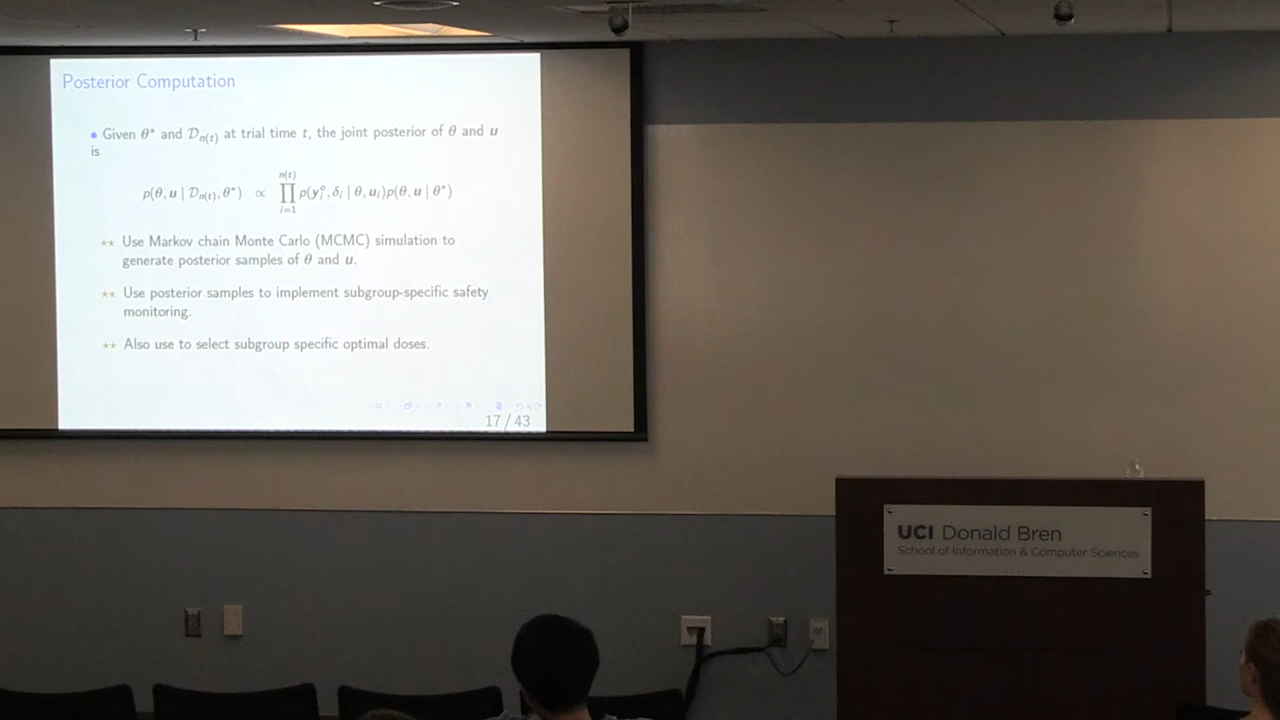 Posterior Computation
• Given θ* and 𝒟n(t) at trial time t, the joint posterior of θ and u
is
p(θ, u | 𝒟n(t), θ*) ∝ ∏_{i=1}^{n(t)} p(y_i^o, δ_i | θ, u_i)p(θ, u | θ*)
⋆⋆ Use Markov chain Monte Carlo (MCMC) simulation to
generate posterior samples of θ and u.
⋆⋆ Use posterior samples to implement subgroup-specific safety
monitoring.
⋆⋆ Also use to select subgroup specific optimal doses.
17 / 43
UCI Donald Bren
School of Information & Computer Sciences